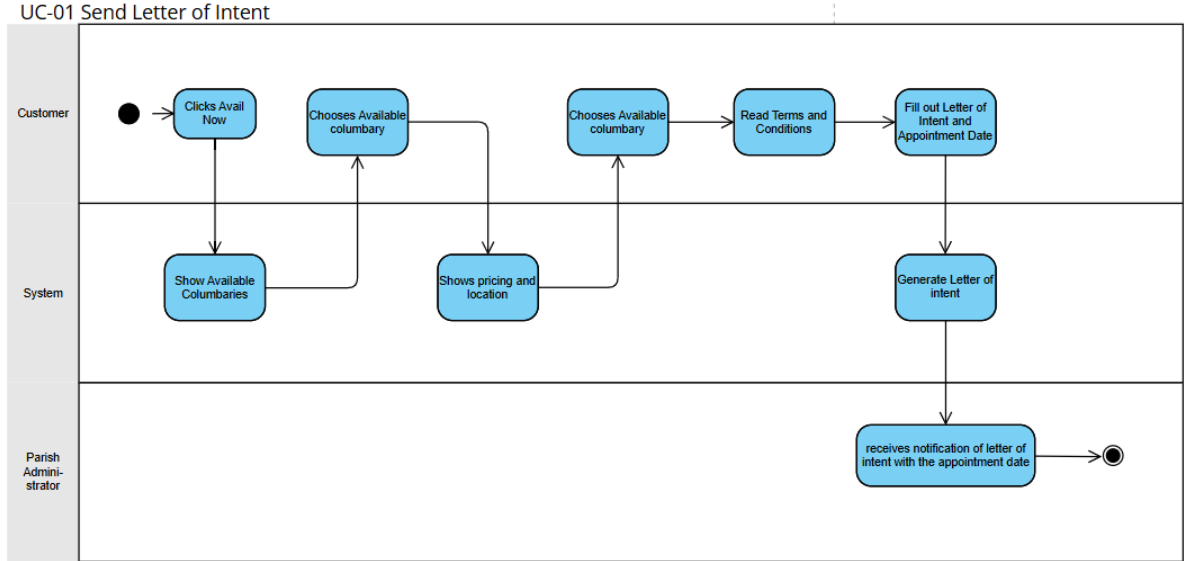 UC-01 Send Letter of Intent
Customer
Clicks Avail
Now
Chooses Available
columbary
Chooses Available
columbary
Read Terms and
Conditions
Fill out Letter of
Intent and
Appointment Date
System
Show Available
Columbaries
Shows pricing and
location
Generate Letter of
intent
Parish
Admini-
strator
receives notification of letter of
intent with the appointment date